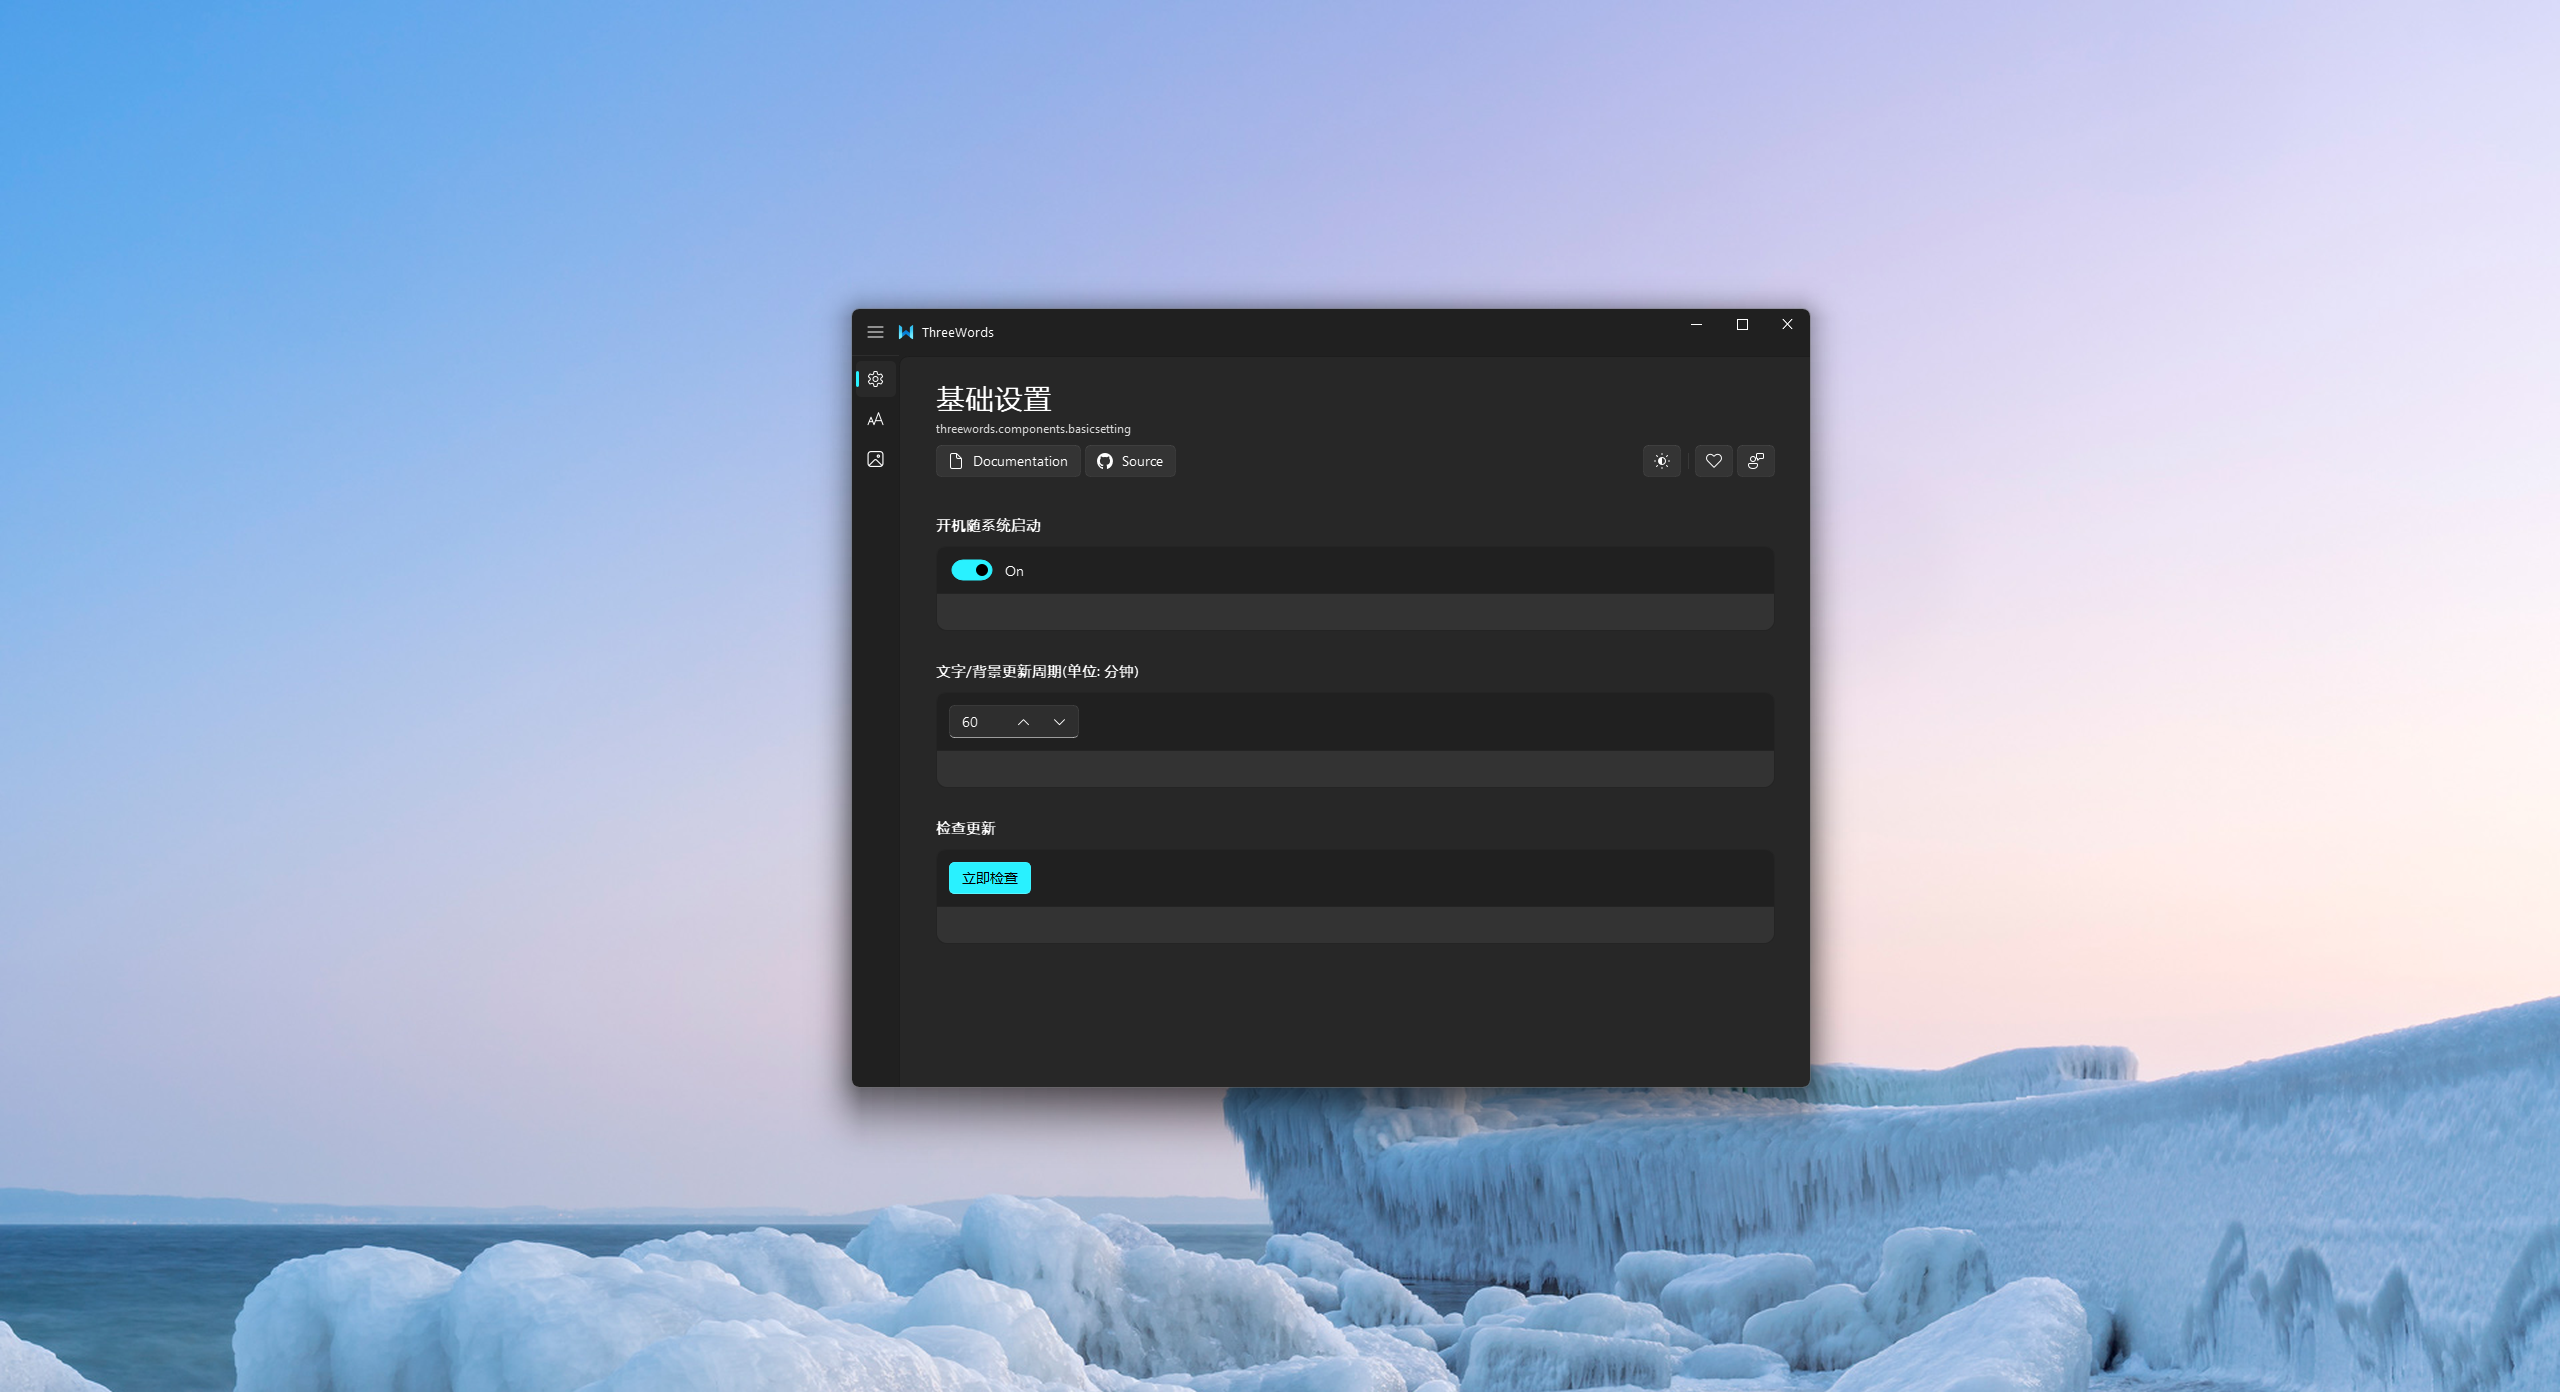 ThreeWords
基础设置
threewords.components.basicsetting
Documentation
Source
开机随系统启动
On
文字/背景更新周期(单位: 分钟)
60
检查更新
立即检查